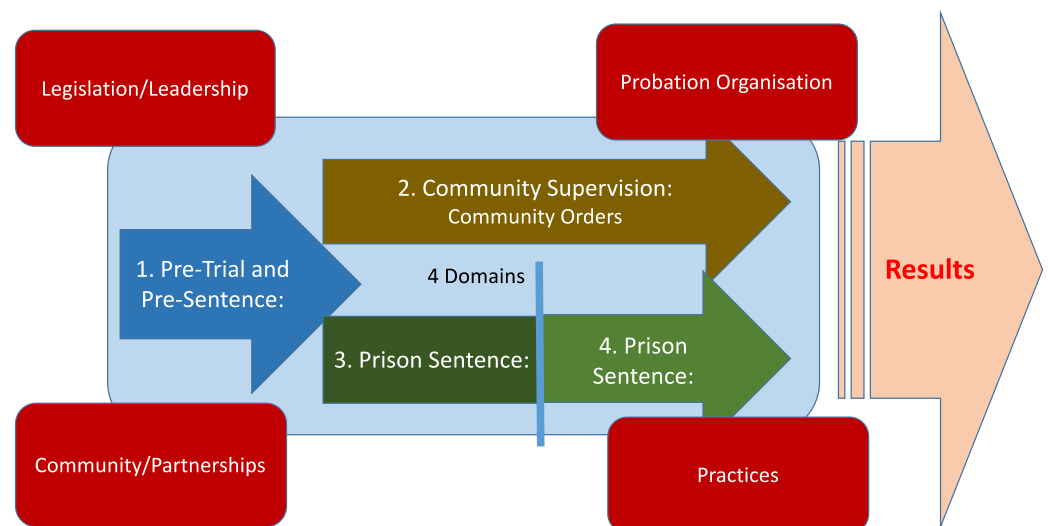 Legislation/Leadership
Probation Organisation
2. Community Supervision:
Community Orders
1. Pre-Trial and
Pre-Sentence:
4 Domains
3. Prison Sentence:
4. Prison
Sentence:
Results
Community/Partnerships
Practices